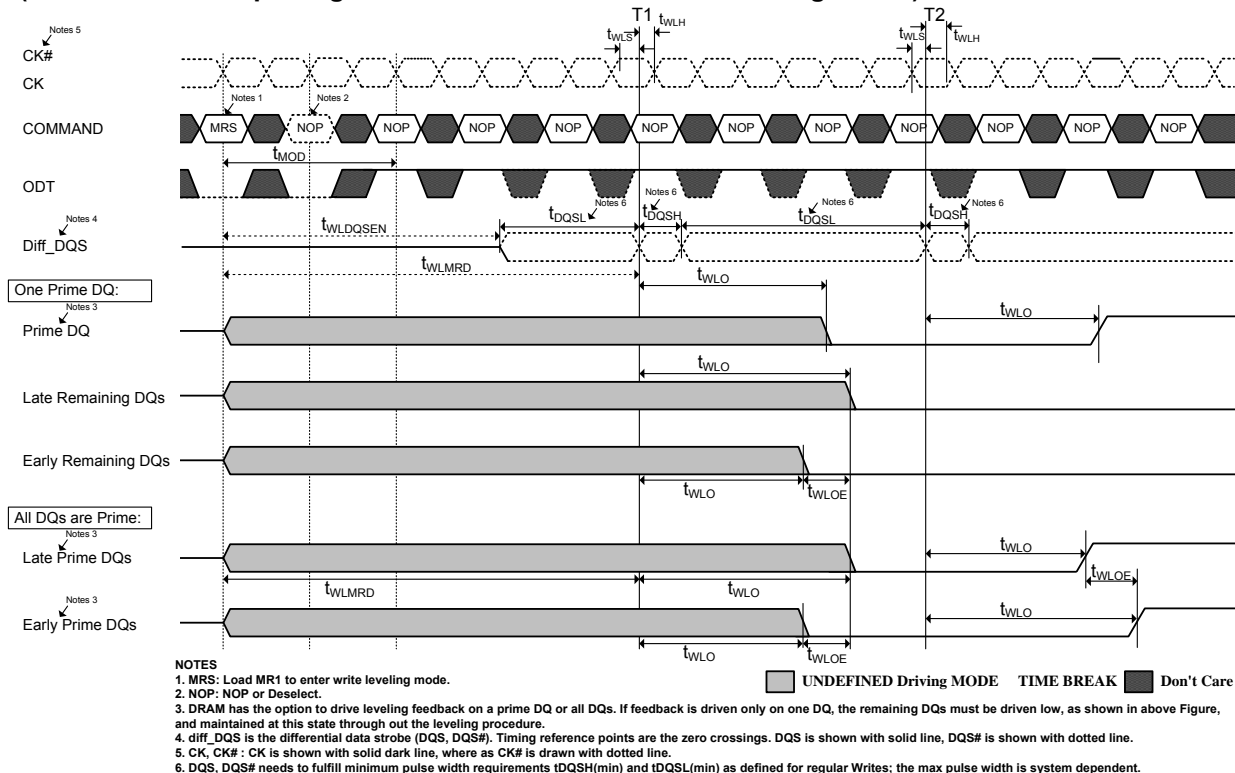 T1
T2
tWLS
tWLH
tWLS
tWLH
Notes 5
CK#
CK
Notes 1
Notes 2
COMMAND
MRS NOP NOP NOP NOP NOP NOP NOP NOP NOP NOP NOP
tMOD
ODT
Notes 6
Notes 6
Notes 6
Notes 6
Notes 4
tWLDQSEN
tDQSL
tDQSH
tDQSL
tDQSH
Diff_DQS
tWLMRD
tWLO
One Prime DQ:
Notes 3
Prime DQ
tWLO
tWLO
Late Remaining DQs
Early Remaining DQs
tWLO
tWLOE
All DQs are Prime:
Notes 3
Late Prime DQs
tWLO
tWLMRD
tWLO
tWLOE
Notes 3
Early Prime DQs
tWLO
tWLO
tWLOE
NOTES
1. MRS: Load MR1 to enter write leveling mode.
2. NOP: NOP or Deselect.
UNDEFINED Driving MODE TIME BREAK Don't Care
3. DRAM has the option to drive leveling feedback on a prime DQ or all DQs. If feedback is driven only on one DQ, the remaining DQs must be driven low, as shown in above Figure,
and maintained at this state through out the leveling procedure.
4. diff_DQS is the differential data strobe (DQS, DQS#). Timing reference points are the zero crossings. DQS is shown with solid line, DQS# is shown with dotted line.
5. CK, CK# : CK is shown with solid dark line, where as CK# is drawn with dotted line.
6. DQS, DQS# needs to fulfill minimum pulse width requirements tDQSH(min) and tDQSL(min) as defined for regular Writes; the max pulse width is system dependent.